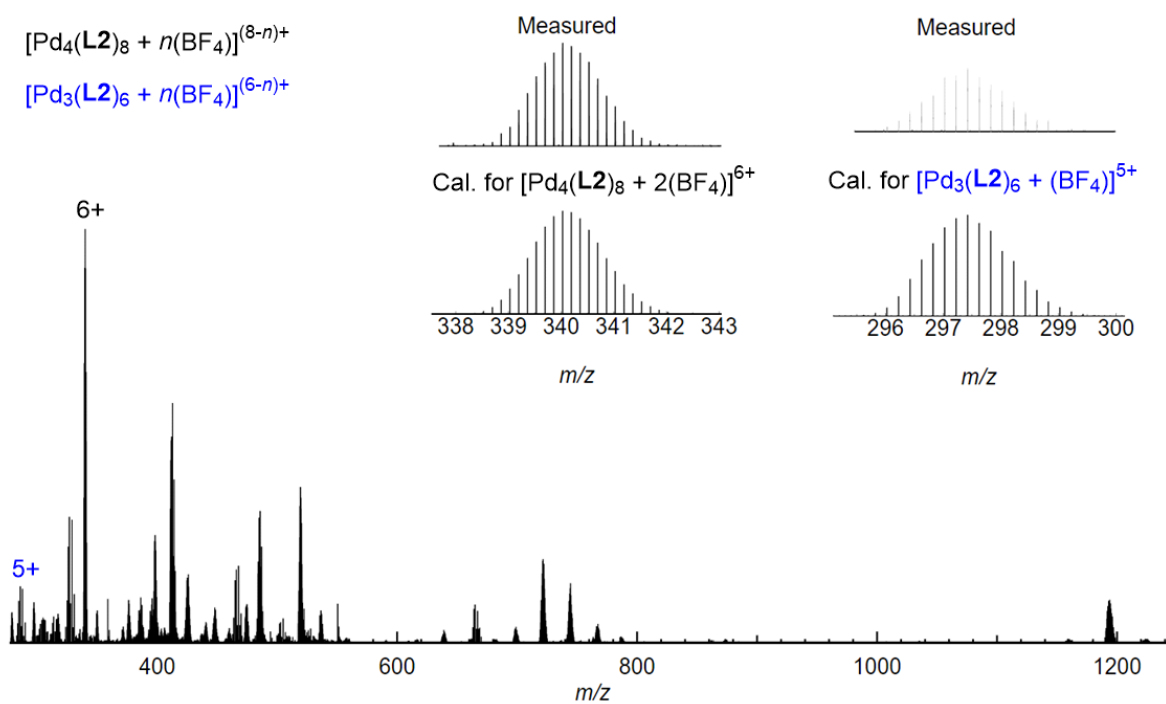 [Pd4(L2)8 + n(BF4)](8-n)+
[Pd3(L2)6 + n(BF4)](6-n)+
Measured
Measured
Cal. for [Pd4(L2)8 + 2(BF4)]6+
Cal. for [Pd3(L2)6 + (BF4)]5+
338 339 340 341 342 343
296 297 298 299 300
m/z
m/z
6+
5+
400 600 800 1000 1200
m/z